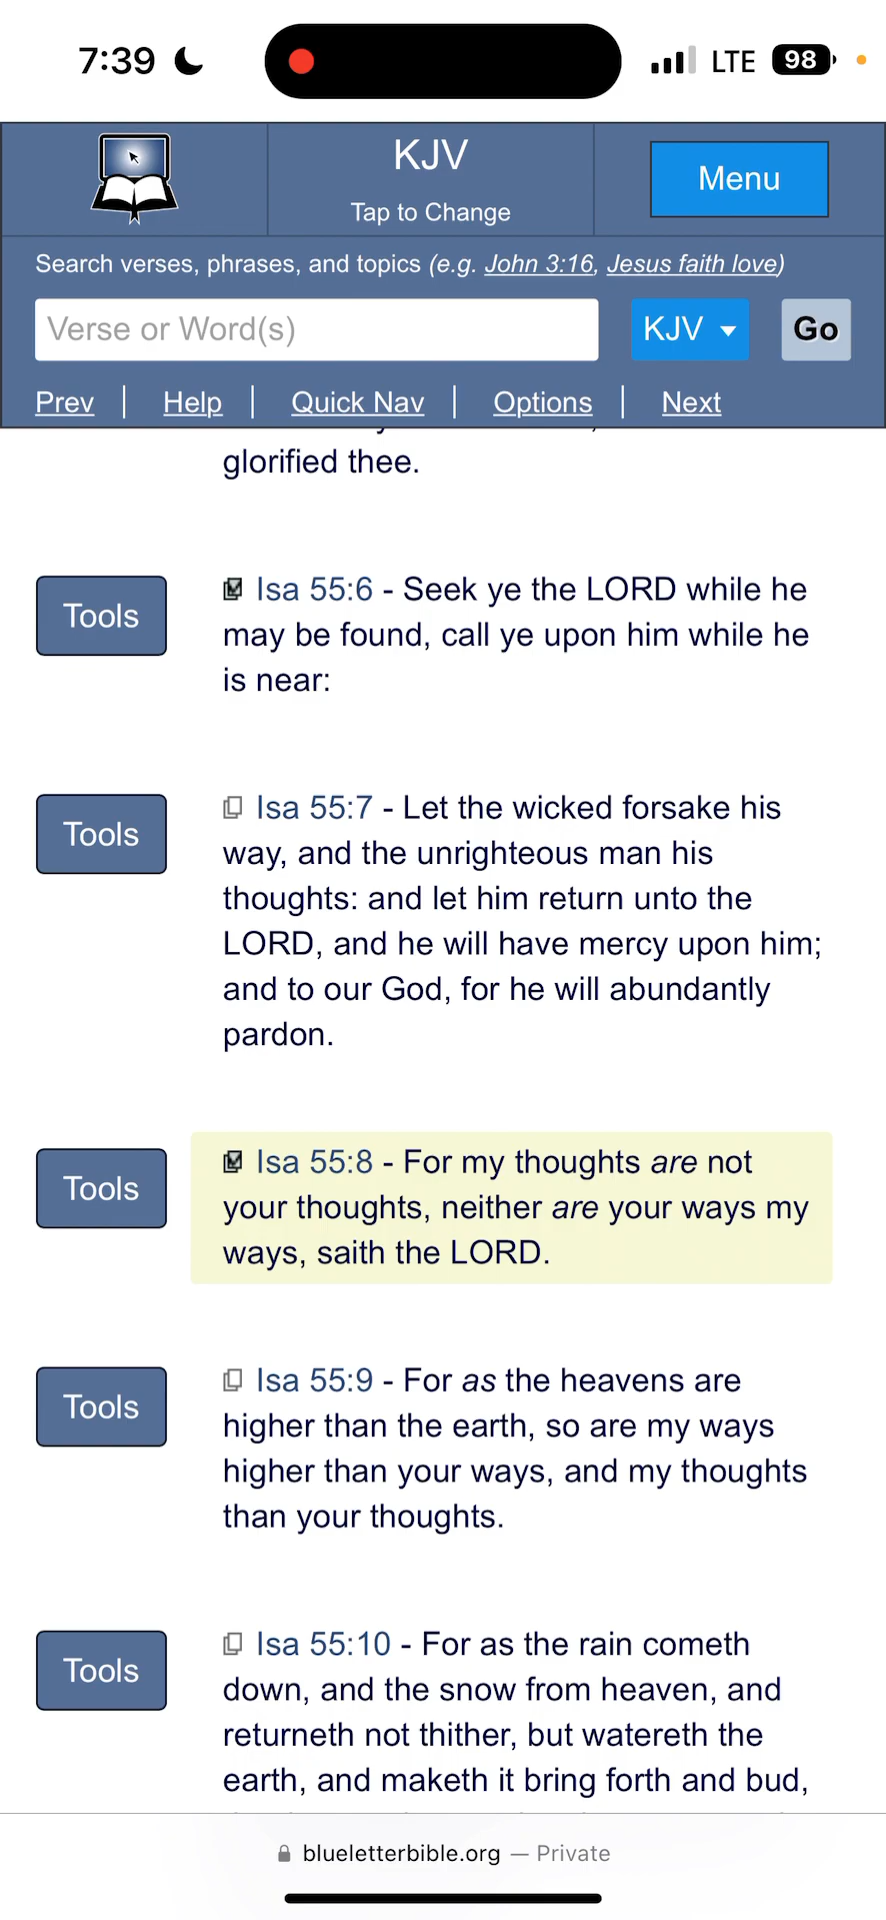 7:39
LTE 98
KJV
Tap to Change
Menu
Search verses, phrases, and topics (e.g. John 3:16, Jesus faith love)
Verse or Word(s)
KJV
Go
Prev | Help | Quick Nav | Options | Next
glorified thee.
Tools
Isa 55:6 - Seek ye the LORD while he
may be found, call ye upon him while he
is near:
Tools
Isa 55:7 - Let the wicked forsake his
way, and the unrighteous man his
thoughts: and let him return unto the
LORD, and he will have mercy upon him;
and to our God, for he will abundantly
pardon.
Tools
Isa 55:8 - For my thoughts are not
your thoughts, neither are your ways my
ways, saith the LORD.
Tools
Isa 55:9 - For as the heavens are
higher than the earth, so are my ways
higher than your ways, and my thoughts
than your thoughts.
Tools
Isa 55:10 - For as the rain cometh
down, and the snow from heaven, and
returneth not thither, but watereth the
earth, and maketh it bring forth and bud,
blueletterbible.org — Private